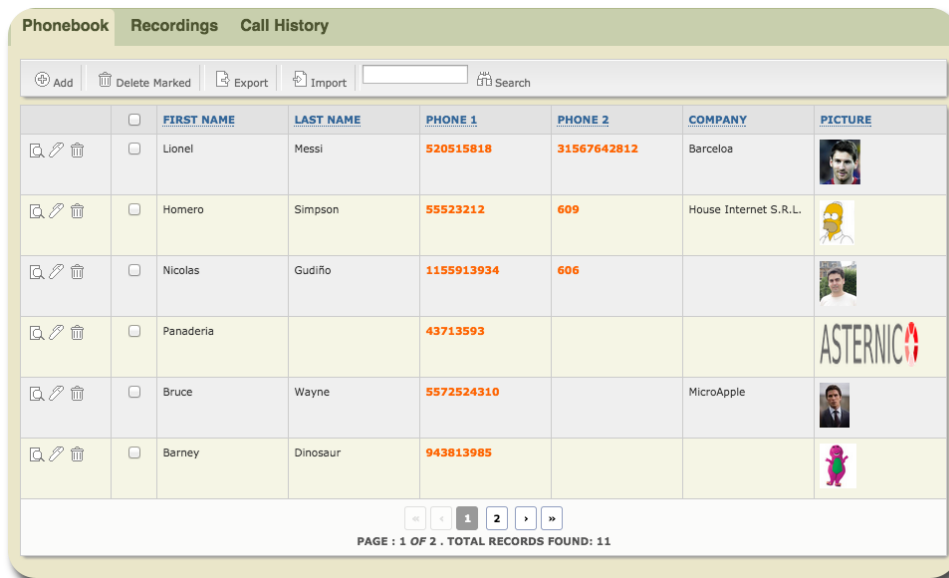 Phonebook Recordings Call History
Add Delete Marked Export Import Search
FIRST NAME LAST NAME PHONE 1 PHONE 2 COMPANY PICTURE
Lionel Messi 520515818 31567642812 Barceloa
Homero Simpson 55523212 609 House Internet S.R.L.
Nicolas Gudiño 1155913934 606
Panaderia 43713593 ASTERNIC
Bruce Wayne 5572524310 MicroApple
Barney Dinosaur 943813985
« ‹ 1 2 › »
PAGE : 1 OF 2 . TOTAL RECORDS FOUND: 11